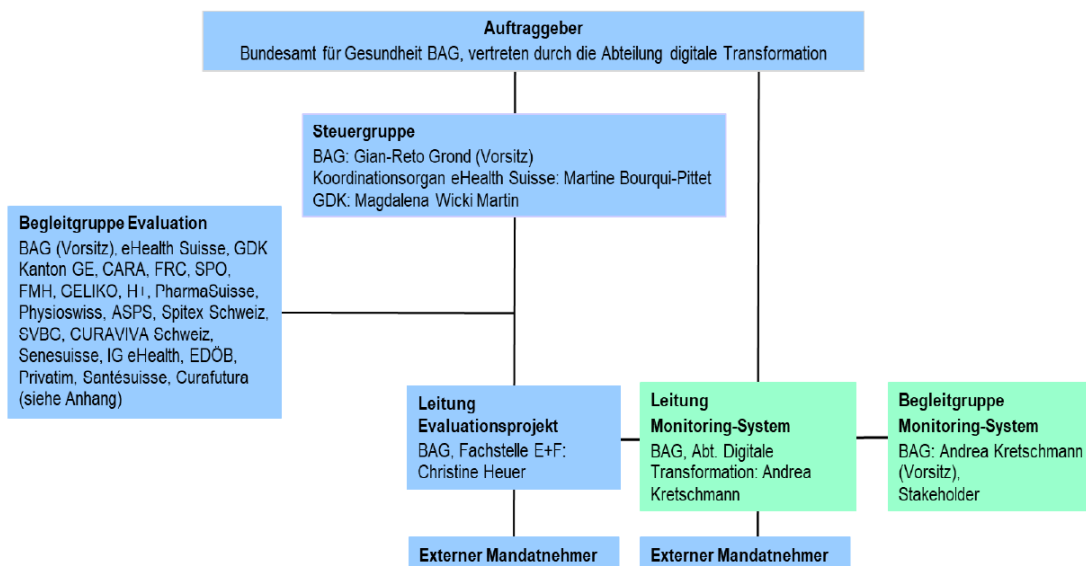 Auftraggeber
Bundesamt für Gesundheit BAG, vertreten durch die Abteilung digitale Transformation
Steuergruppe
BAG: Gian-Reto Grond (Vorsitz)
Koordinationsorgan eHealth Suisse: Martine Bourqui-Pittet
GDK: Magdalena Wicki Martin
Begleitgruppe Evaluation
BAG (Vorsitz), eHealth Suisse, GDK
Kanton GE, CARA, FRC, SPO,
FMH, GELIKO, H+, PharmaSuisse,
Physioswiss, ASPS, Spitex Schweiz,
SVBG, CURAVIVA Schweiz,
Senesuisse, IG eHealth, EDÖB,
Privatim, Santésuisse, Curafutura
(siehe Anhang)
Leitung
Evaluationsprojekt
BAG, Fachstelle E+F:
Christine Heuer
Leitung
Monitoring-System
BAG, Abt. Digitale
Transformation: Andrea
Kretschmann
Begleitgruppe
Monitoring-System
BAG: Andrea Kretschmann
(Vorsitz),
Stakeholder
Externer Mandatnehmer
Externer Mandatnehmer